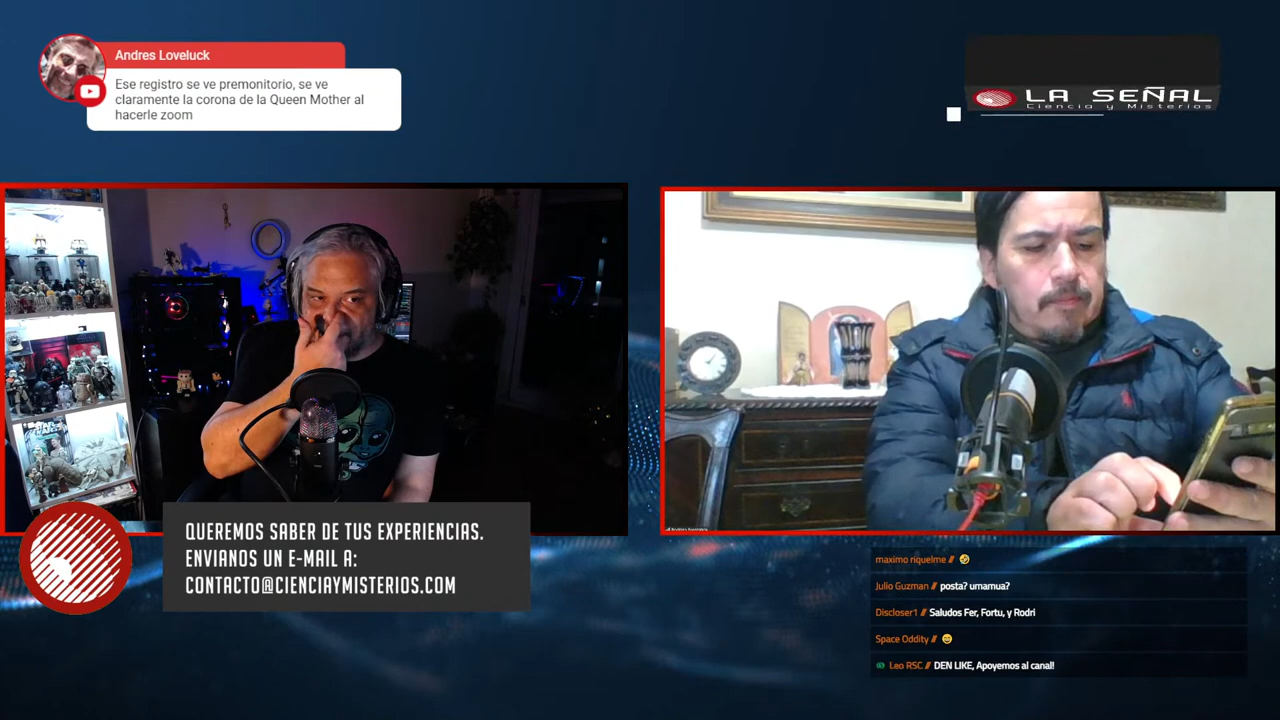 Andres Loveluck
Ese registro se ve premonitorio, se ve
claramente la corona de la Queen Mother al
hacerle zoom
LA SEÑAL
Ciencia y Misterios
QUEREMOS SABER DE TUS EXPERIENCIAS.
ENVIANOS UN E-MAIL A:
CONTACTO@CIENCIAYMISTERIOS.COM
maximo riquelme // 🤣
Julio Guzman // posta? umamua?
Discloser1 // Saludos Fer, Fortu, y Rodri
Space Oddity // 😄
Leo RSC // DEN LIKE, Apoyemos al canal!